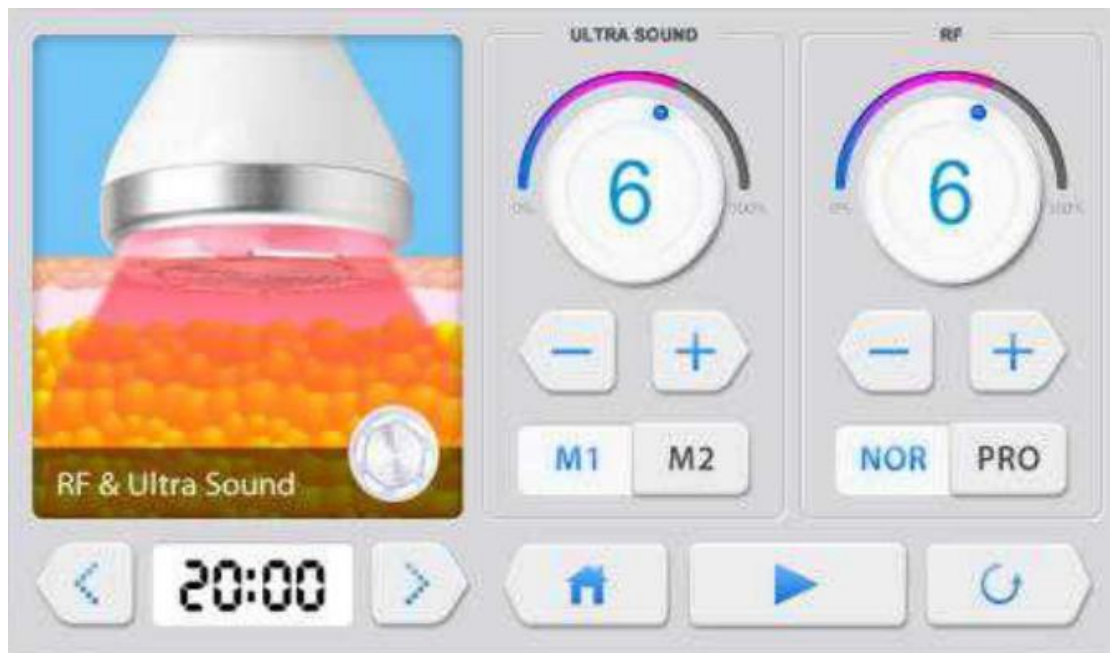 ULTRA SOUND
RF
6
6
0%
100%
0%
100%
M1 M2
NOR PRO
RF & Ultra Sound
20:00